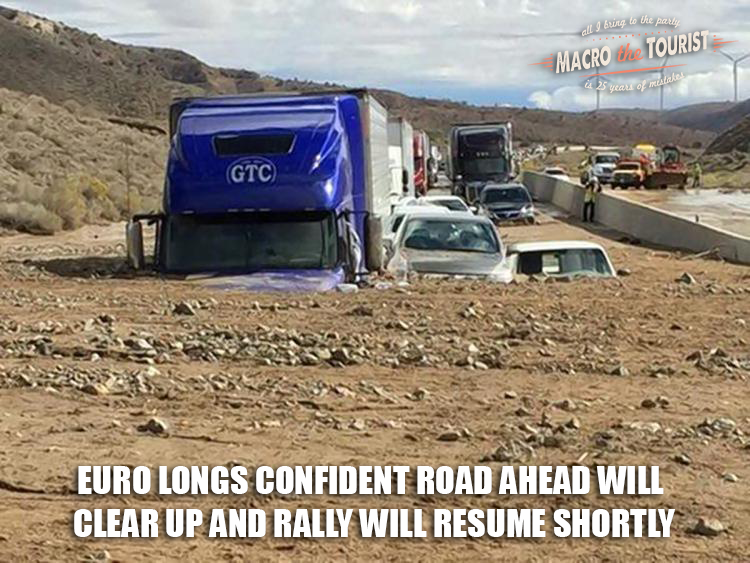 all I bring to the party
MACRO the TOURIST
is 25 years of mistakes
GTC
EURO LONGS CONFIDENT ROAD AHEAD WILL
CLEAR UP AND RALLY WILL RESUME SHORTLY